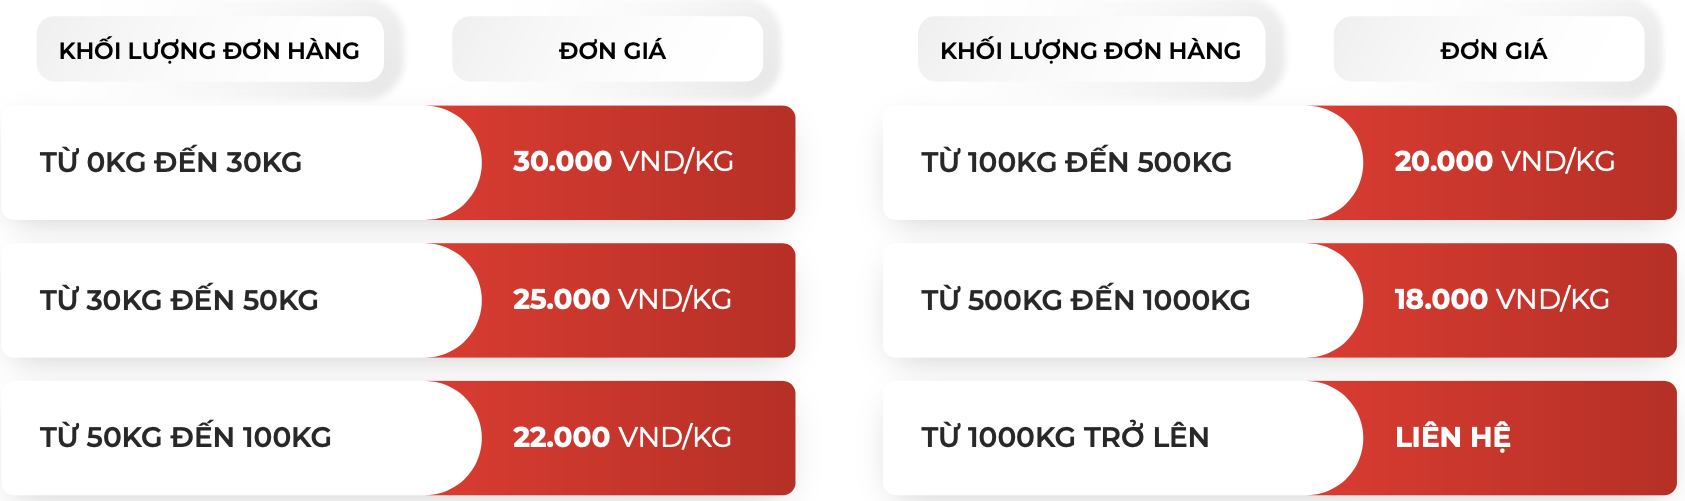 KHỐI LƯỢNG ĐƠN HÀNG
ĐƠN GIÁ
TỪ 0KG ĐẾN 30KG
30.000 VND/KG
TỪ 30KG ĐẾN 50KG
25.000 VND/KG
TỪ 50KG ĐẾN 100KG
22.000 VND/KG
KHỐI LƯỢNG ĐƠN HÀNG
ĐƠN GIÁ
TỪ 100KG ĐẾN 500KG
20.000 VND/KG
TỪ 500KG ĐẾN 1000KG
18.000 VND/KG
TỪ 1000KG TRỞ LÊN
LIÊN HỆ